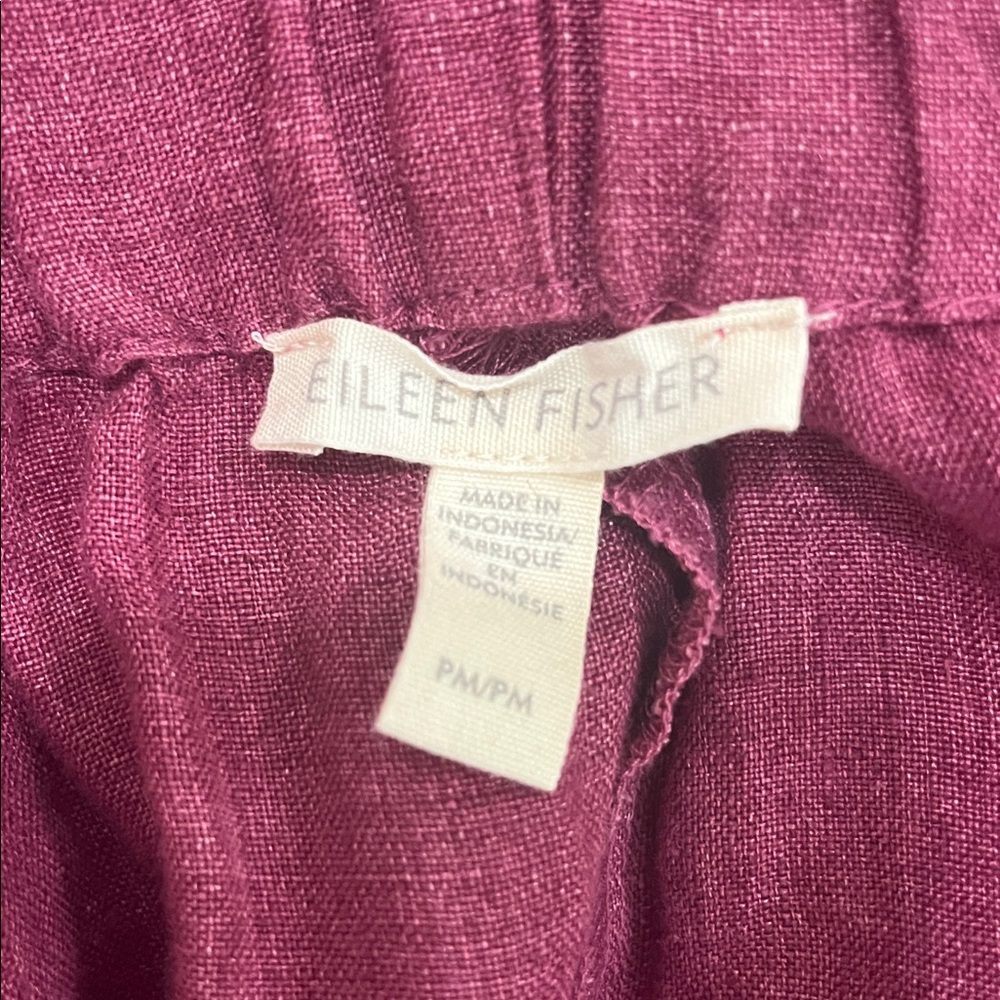 EILEEN FISHER
MADE IN
INDONESIA/
FABRIQUÉ
EN
INDONÉSIE
PM/PM